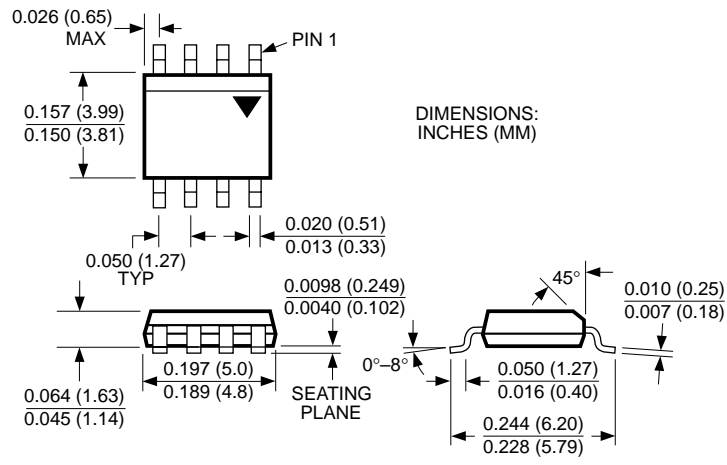 0.026 (0.65)
MAX
PIN 1
0.157 (3.99)
0.150 (3.81)
DIMENSIONS:
INCHES (MM)
0.050 (1.27)
TYP
0.020 (0.51)
0.013 (0.33)
0.0098 (0.249)
0.0040 (0.102)
45°
0.010 (0.25)
0.007 (0.18)
0°–8°
0.064 (1.63)
0.045 (1.14)
0.197 (5.0)
0.189 (4.8)
SEATING
PLANE
0.050 (1.27)
0.016 (0.40)
0.244 (6.20)
0.228 (5.79)